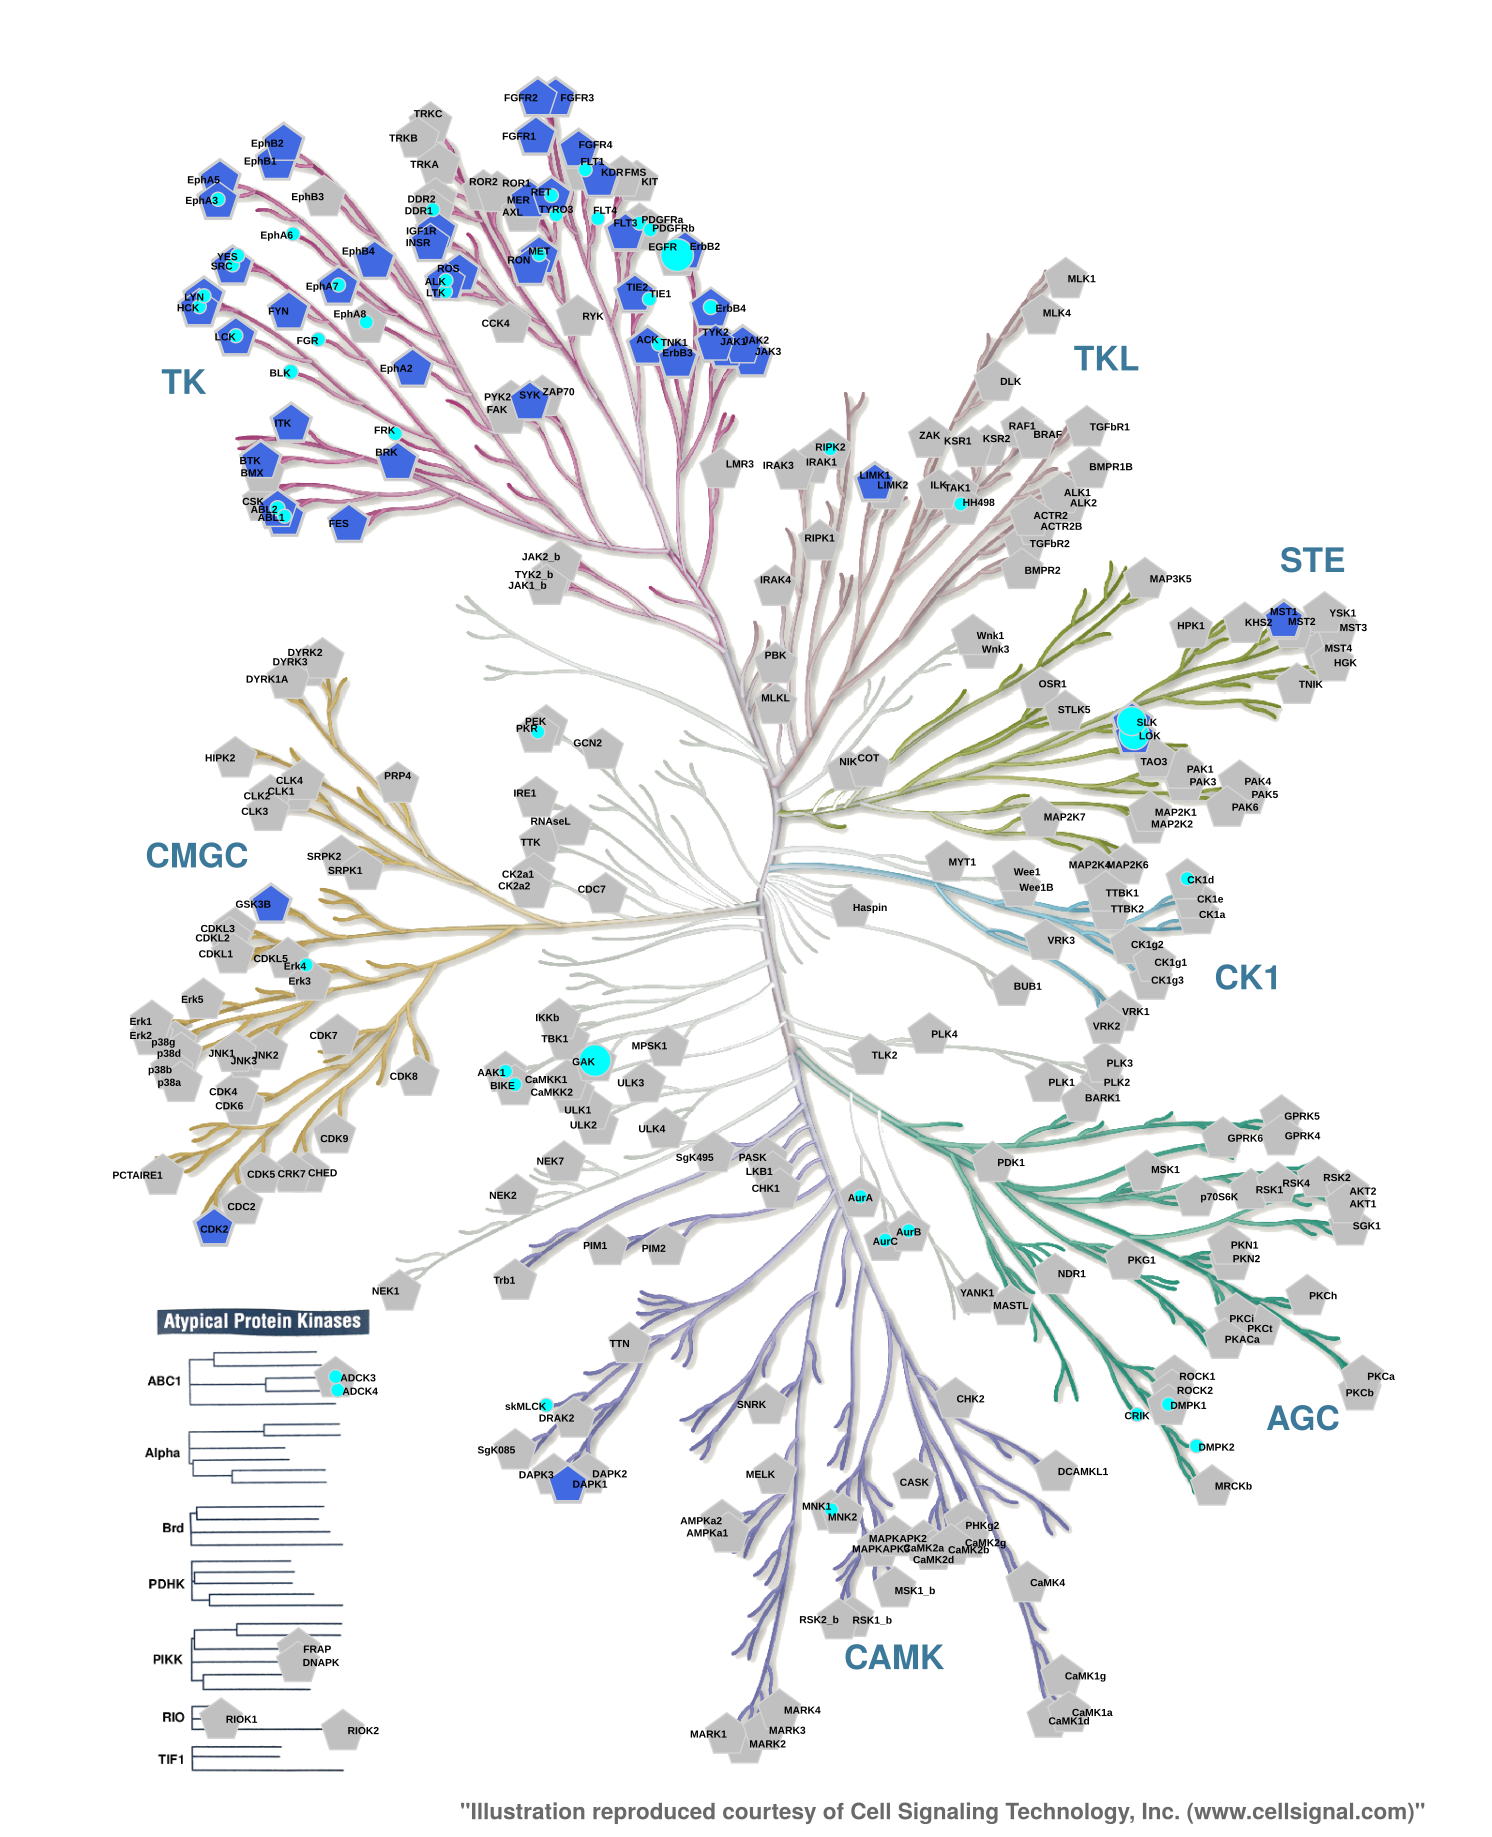 FGFR2
FGFR3
TRKC
TRKB
FGFR1
EphB2
FGFR4
EphB1
FLT1
TRKA
KDR
FMS
KIT
EphA5
ROR2
ROR1
RET
EphB3
EphA3
DDR2
MER
DDR1
AXL
TYRO3
FLT4
PDGFRa
FLT3
PDGFRb
IGF1R
EphA6
INSR
EGFR
ErbB2
EphB4
MET
YES
RON
SRC
ROS
MLK1
ALK
EphA7
TIE2
LTK
TIE1
LYN
HCK
ErbB4
FYN
EphA8
MLK4
RYK
CCK4
TYK2
LCK
FGR
ACK
TNK1
JAK1
JAK2
ErbB3
JAK3
TKL
EphA2
BLK
TK
DLK
PYK2
SYK
ZAP70
FAK
ITK
FRK
RAF1
TGFbR1
ZAK
KSR1
KSR2
BRAF
RIPK2
BRK
BTK
IRAK3
IRAK1
LMR3
BMPR1B
BMX
LIMK1
LIMK2
ILK
TAK1
ALK1
CSK
HH498
ALK2
ABL2
ABL1
FES
ACTR2
ACTR2B
RIPK1
TGFbR2
JAK2_b
STE
TYK2_b
JAK1_b
IRAK4
BMPR2
MAP3K5
MST1
YSK1
HPK1
KHS2
MST2
MST3
Wnk1
Wnk3
MST4
DYRK2
DYRK3
PBK
HGK
DYRK1A
OSR1
TNIK
MLKL
STLK5
PEK
PKR
SLK
LOK
GCN2
HIPK2
NIK
COT
TAO3
PRP4
PAK1
CLK4
PAK3
PAK4
CLK2
CLK1
IRE1
PAK5
CLK3
PAK6
RNAseL
MAP2K7
MAP2K1
MAP2K2
TTK
CMGC
SRPK2
SRPK1
MYT1
MAP2K4
MAP2K6
CK2a1
Wee1
CK2a2
CDC7
Wee1B
CK1d
TTBK1
CK1e
GSK3B
Haspin
TTBK2
CK1a
CDKL3
CDKL2
VRK3
CK1g2
CDKL1
CDKL5
CK1g1
Erk4
Erk3
CK1g3
CK1
BUB1
Erk5
VRK1
Erk1
IKKb
VRK2
Erk2
CDK7
TBK1
PLK4
p38g
MPSK1
p38d
JNK1
JNK2
TLK2
JNK3
GAK
PLK3
p38b
AAK1
CDK8
CaMKK1
ULK3
PLK1
PLK2
p38a
BIKE
CaMKK2
CDK4
BARK1
CDK6
ULK1
GPRK5
ULK2
ULK4
CDK9
GPRK6
GPRK4
NEK7
SgK495
PASK
PDK1
LKB1
MSK1
PCTAIRE1
CDK5
CRK7
CHED
RSK2
CHK1
RSK4
NEK2
AurA
p70S6K
RSK1
AKT2
CDC2
AKT1
CDK2
AurB
SGK1
AurC
PIM1
PIM2
PKN1
PKN2
PKG1
Trb1
NDR1
NEK1
YANK1
PKCh
MASTL
Atypical Protein Kinases
PKCi
PKCt
TTN
PKACa
ABC1
ADCK3
ROCK1
PKCa
ADCK4
ROCK2
PKCb
CHK2
skMLCK
SNRK
DMPK1
DRAK2
CRIK
AGC
Alpha
SgK085
DMPK2
DAPK3
DAPK2
MELK
DCAMKL1
DAPK1
CASK
MRCKb
MNK1
AMPKa2
MNK2
Brd
AMPKa1
PHKg2
MAPKAPK2
CaMK2g
MAPKAPK3
CaMK2a
CaMK2b
CaMK2d
PDHK
CaMK4
MSK1_b
RSK2_b
RSK1_b
FRAP
CAMK
PIKK
DNAPK
CaMK1g
MARK4
CaMK1a
RIO
RIOK1
CaMK1d
RIOK2
MARK1
MARK3
MARK2
TIF1
"Illustration reproduced courtesy of Cell Signaling Technology, Inc. (www.cellsignal.com)"